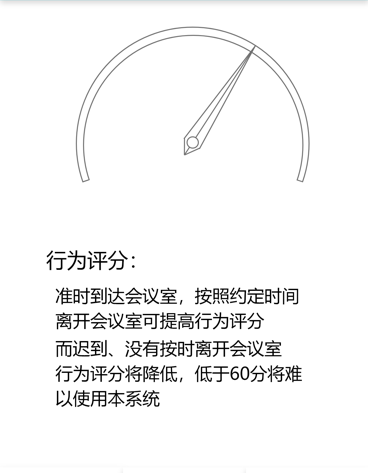 行为评分：
准时到达会议室，按照约定时间
离开会议室可提高行为评分
而迟到、没有按时离开会议室
行为评分将降低，低于60分将难
以使用本系统